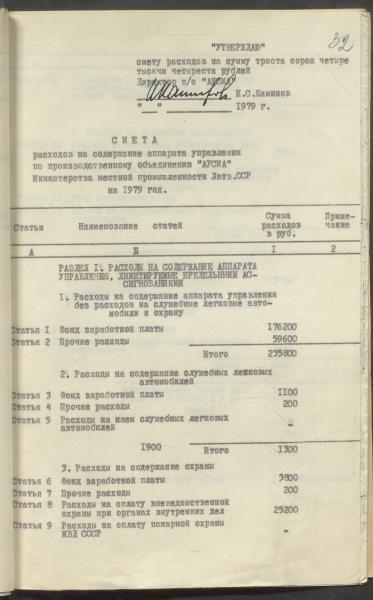 32
"УТВЕРЖДАЮ"
смету расходов на сумму триста сорок четыре
тысячи четыреста рублей
Директор п/о "АУСМА"
И.С.Каминов
" " 1979 г.
С М Е Т А
расходов на содержание аппарата управления
по производственному объединению "АУСМА"
Министерства местной промышленности Латв.ССР
на 1979 год.
Статьи Наименование статей Сумма расходов в руб. Приме-чание
А Б 1 2
РАЗДЕЛ I. РАСХОДЫ НА СОДЕРЖАНИЕ АППАРАТА
УПРАВЛЕНИЯ, ЛИМИТИРУЕМЫЕ ПРЕДЕЛЬНЫМИ АС-
СИГНОВАНИЯМИ
1. Расходы на содержание аппарата управления
без расходов на служебные легковые авто-
мобили и охрану
Статья 1 Фонд заработной платы 176200
Статья 2 Прочие расходы 59600
Итого 235800
2. Расходы на содержание служебных легковых
автомобилей
Статья 3 Фонд заработной платы 1100
Статья 4 Прочие расходы 200
Статья 5 Расходы на наем служебных легковых
автомобилей -
1900 Итого 1300
3. Расходы на содержание охраны
Статья 6 Фонд заработной платы 3800
Статья 7 Прочие расходы 200
Статья 8 Расходы на оплату вневедомственной
охраны при органах внутренних дел 25200
Статья 9 Расходы на оплату пожарной охраны
МВД СССР -